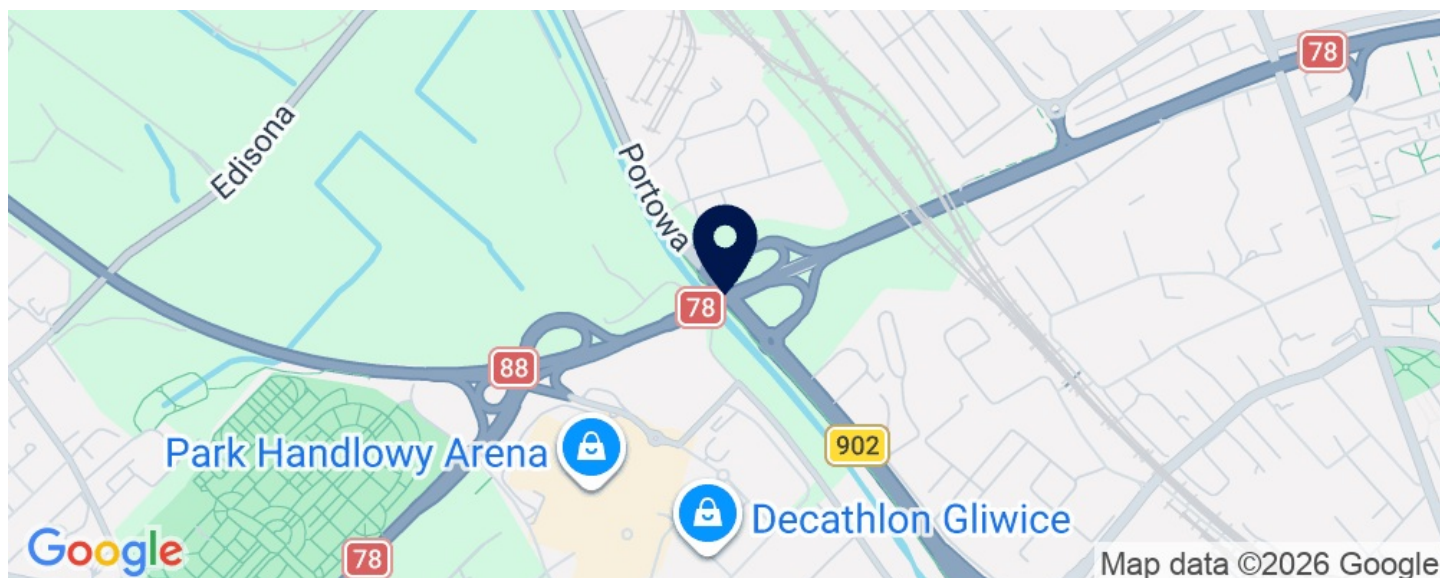 78
Edisona
Portowa
78
88
902
Park Handlowy Arena
Decathlon Gliwice
78
Google
Map data ©2026 Google